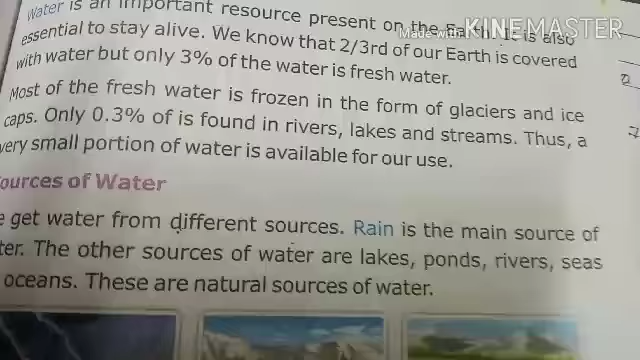 Water is an important resource present on the Earth. It is also
essential to stay alive. We know that 2/3rd of our Earth is covered
with water but only 3% of the water is fresh water.
Most of the fresh water is frozen in the form of glaciers and ice
caps. Only 0.3% of is found in rivers, lakes and streams. Thus, a
very small portion of water is available for our use.
ources of Water
e get water from different sources. Rain is the main source of
ter. The other sources of water are lakes, ponds, rivers, seas
oceans. These are natural sources of water.
Made with KINEMASTER